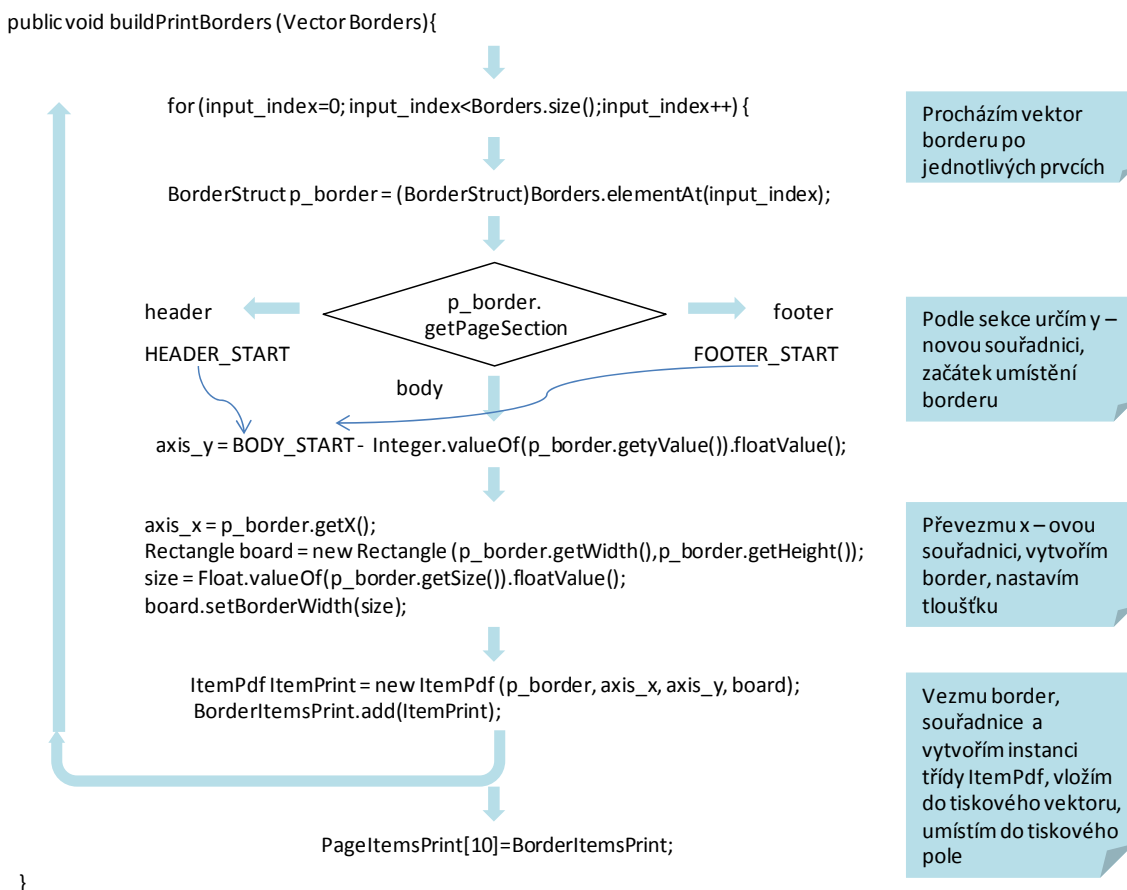 public void buildPrintBorders (Vector Borders){
for (input_index=0; input_index<Borders.size();input_index++) {
Procházím vektor
borderu po
jednotlivých prvcích
BorderStruct p_border = (BorderStruct)Borders.elementAt(input_index);
p_border.
getPageSection
header
HEADER_START
footer
FOOTER_START
body
Podle sekce určím y –
novou souřadnici,
začátek umístění
borderu
axis_y = BODY_START - Integer.valueOf(p_border.getyValue()).floatValue();
axis_x = p_border.getX();
Rectangle board = new Rectangle (p_border.getWidth(),p_border.getHeight());
size = Float.valueOf(p_border.getSize()).floatValue();
board.setBorderWidth(size);
Převezmu x – ovou
souřadnici, vytvořím
border, nastavím
tloušťku
ItemPdf ItemPrint = new ItemPdf (p_border, axis_x, axis_y, board);
BorderItemsPrint.add(ItemPrint);
Vezmu border,
souřadnice a
vytvořím instanci
třídy ItemPdf, vložím
do tiskového vektoru,
umístím do tiskového
pole
PageItemsPrint[10]=BorderItemsPrint;
}